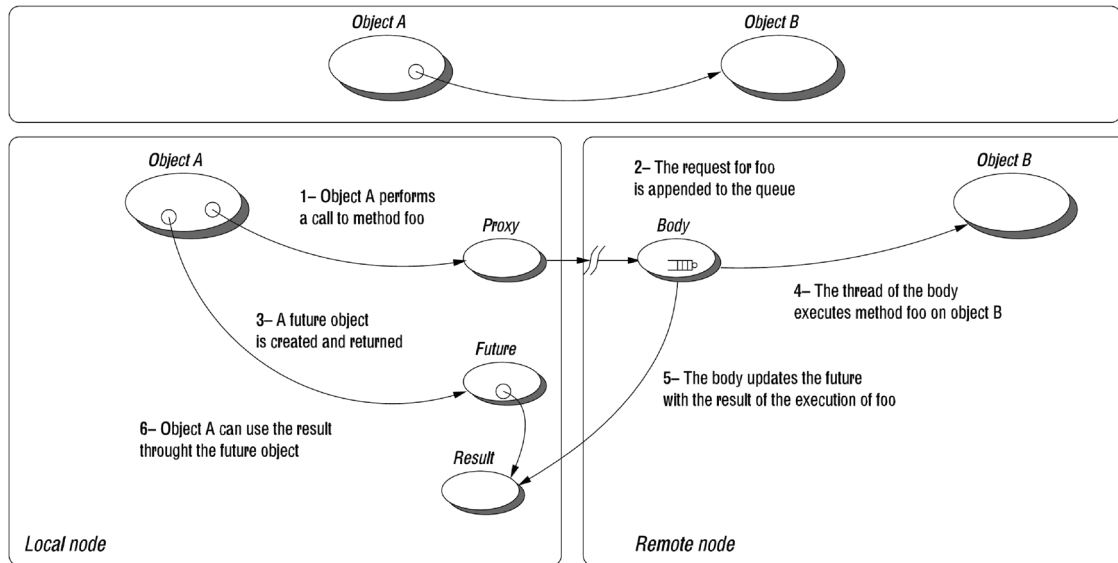 Object A
Object B
Object A
1– Object A performs
a call to method foo
Proxy
3– A future object
is created and returned
Future
6– Object A can use the result
throught the future object
Result
Local node
2– The request for foo
is appended to the queue
Object B
Body
4– The thread of the body
executes method foo on object B
5– The body updates the future
with the result of the execution of foo
Remote node